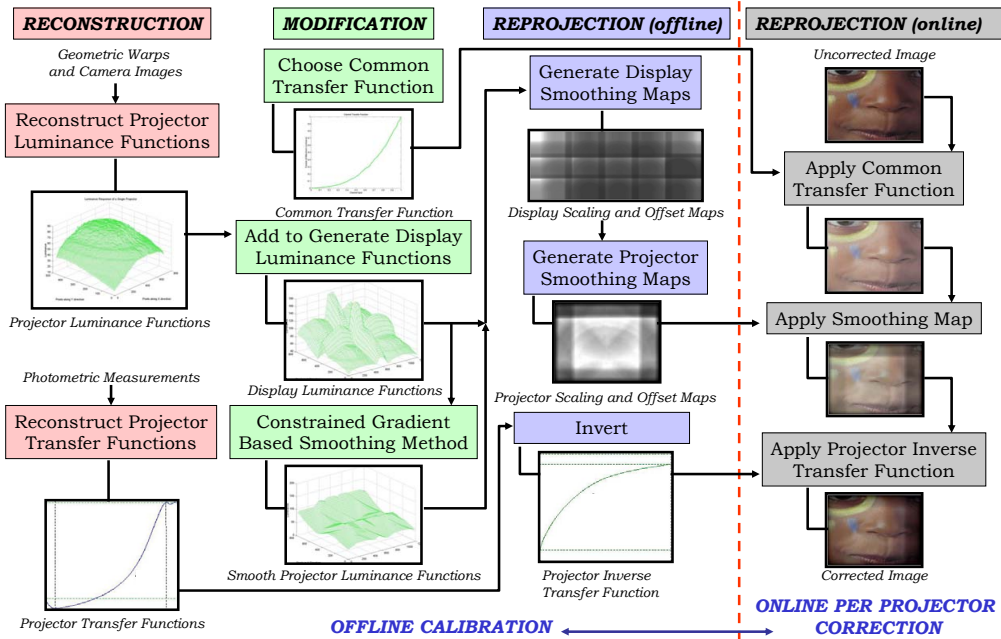 RECONSTRUCTION
Geometric Warps
and Camera Images
Reconstruct Projector
Luminance Functions
Projector Luminance Functions
Photometric Measurements
Reconstruct Projector
Transfer Functions
Projector Transfer Functions
MODIFICATION
Choose Common
Transfer Function
Common Transfer Function
Add to Generate Display
Luminance Functions
Display Luminance Functions
Constrained Gradient
Based Smoothing Method
Smooth Projector Luminance Functions
REPROJECTION (offline)
Generate Display
Smoothing Maps
Display Scaling and Offset Maps
Generate Projector
Smoothing Maps
Projector Scaling and Offset Maps
Invert
Projector Inverse
Transfer Function
REPROJECTION (online)
Uncorrected Image
Apply Common
Transfer Function
Apply Smoothing Map
Apply Projector Inverse
Transfer Function
Corrected Image
OFFLINE CALIBRATION
ONLINE PER PROJECTOR
CORRECTION